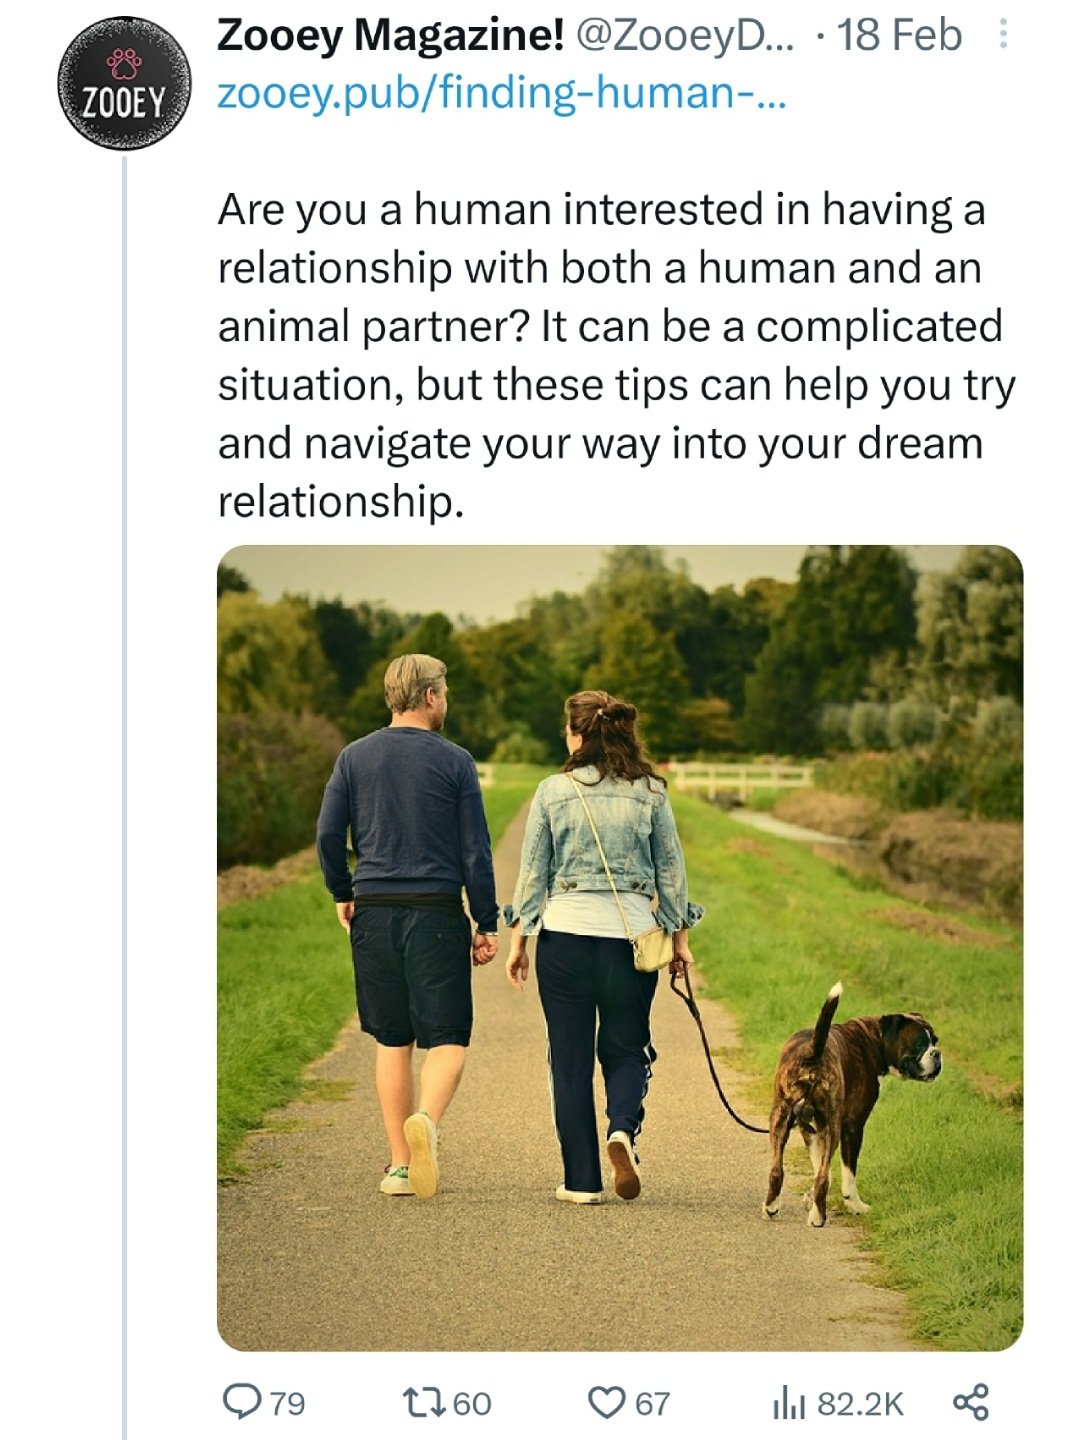 Zooey Magazine! @ZooeyD... · 18 Feb
ZOOEY
zooey.pub/finding-human-...
Are you a human interested in having a
relationship with both a human and an
animal partner? It can be a complicated
situation, but these tips can help you try
and navigate your way into your dream
relationship.
79 60 67 82.2K